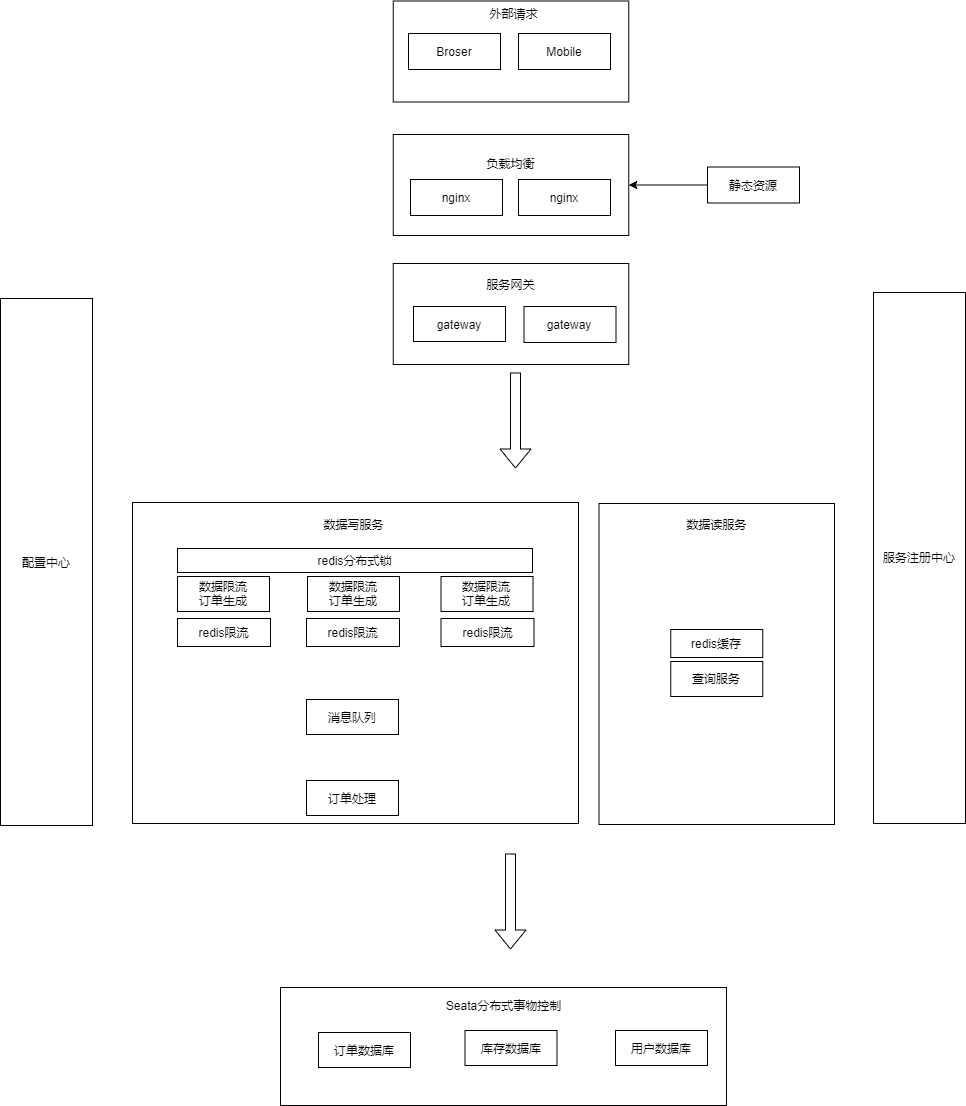 外部请求
Broser
Mobile
负载均衡
nginx
nginx
静态资源
服务网关
gateway
gateway
配置中心
服务注册中心
数据写服务
redis分布式锁
数据限流
订单生成
数据限流
订单生成
数据限流
订单生成
redis限流
redis限流
redis限流
消息队列
订单处理
数据读服务
redis缓存
查询服务
Seata分布式事物控制
订单数据库
库存数据库
用户数据库